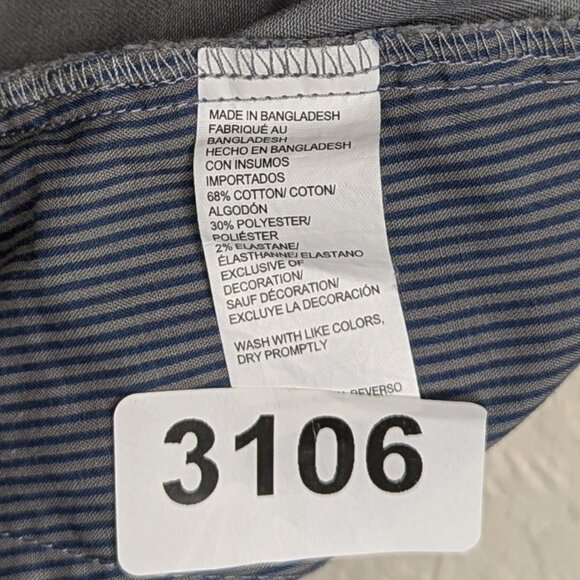 MADE IN BANGLADESH
FABRIQUÉ AU
BANGLADESH
HECHO EN BANGLADESH
CON INSUMOS
IMPORTADOS
68% COTTON/ COTON/
ALGODÓN
30% POLYESTER/
POLIÉSTER
2% ELASTANE/
ÉLASTHANNE/ ELASTANO
EXCLUSIVE OF
DECORATION/
SAUF DÉCORATION/
EXCLUYE LA DECORACIÓN
WASH WITH LIKE COLORS,
DRY PROMPTLY
REVERSO
3106